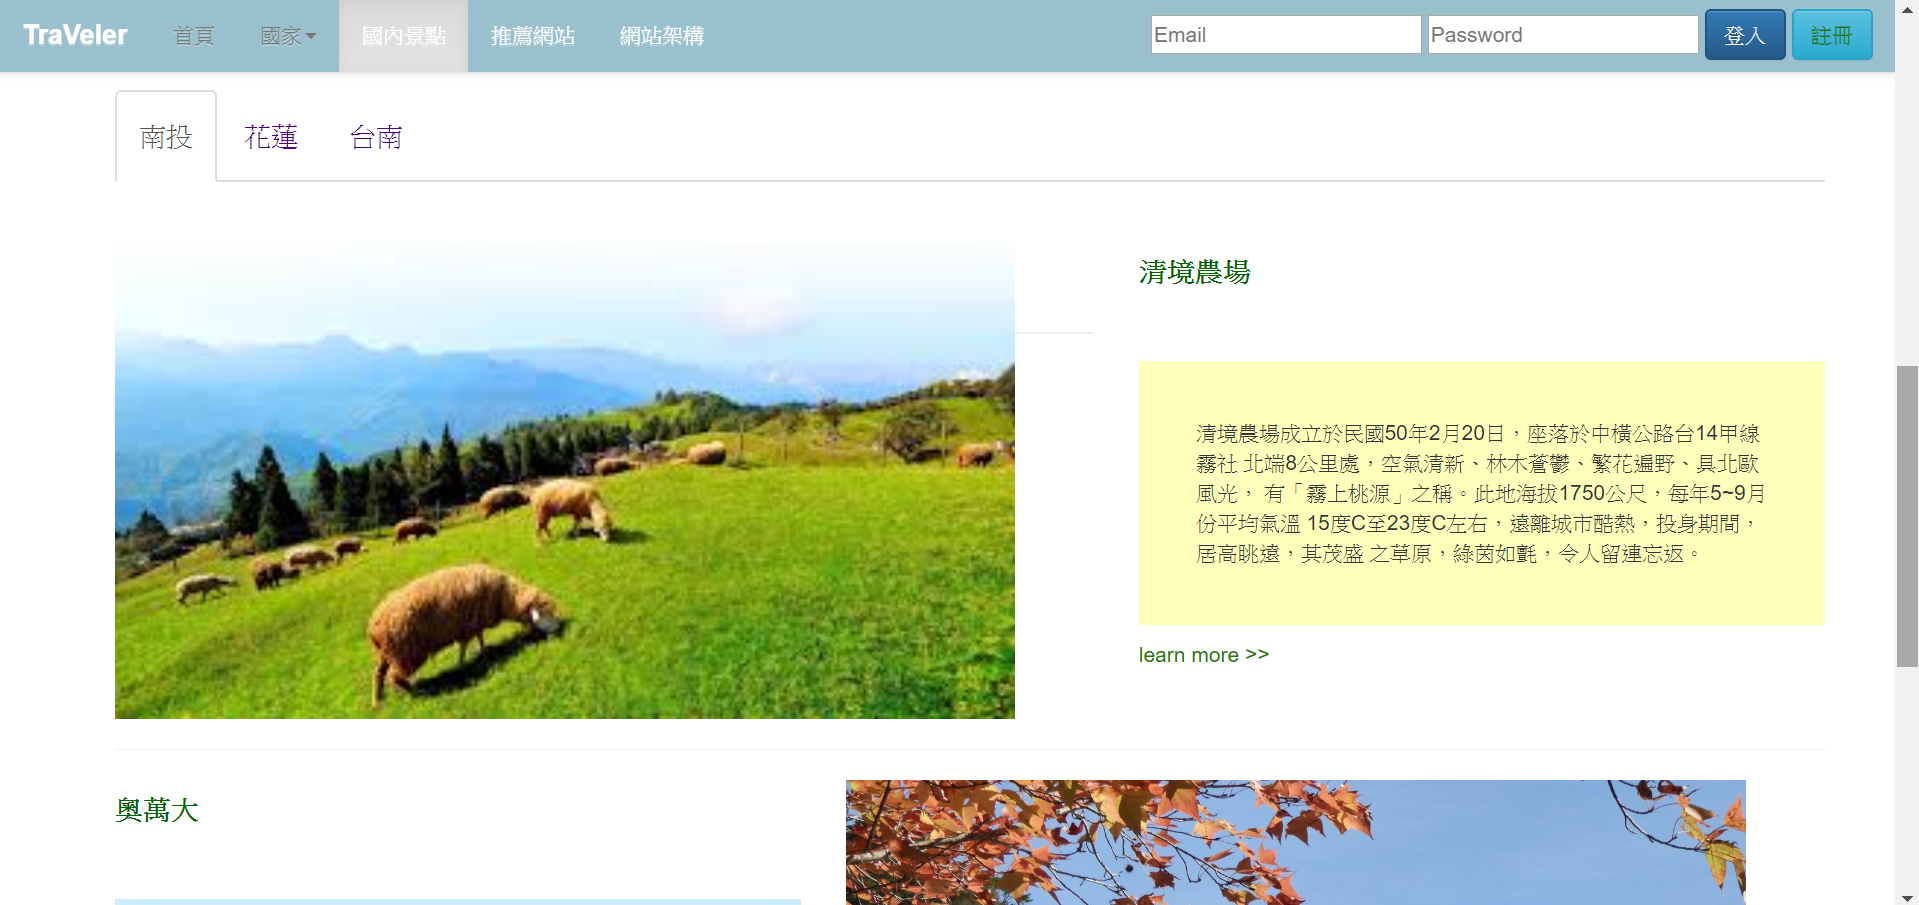 TraVeler 首頁 國家 國內景點 推薦網站 網站架構 Email Password 登入 註冊
南投 花蓮 台南
清境農場
清境農場成立於民國50年2月20日，座落於中橫公路台14甲線
霧社 北端8公里處，空氣清新、林木蒼鬱、繁花遍野、具北歐
風光， 有「霧上桃源」之稱。此地海拔1750公尺，每年5~9月
份平均氣溫 15度C至23度C左右，遠離城市酷熱，投身期間，
居高眺遠，其茂盛 之草原，綠茵如氈，令人留連忘返。
learn more >>
奧萬大